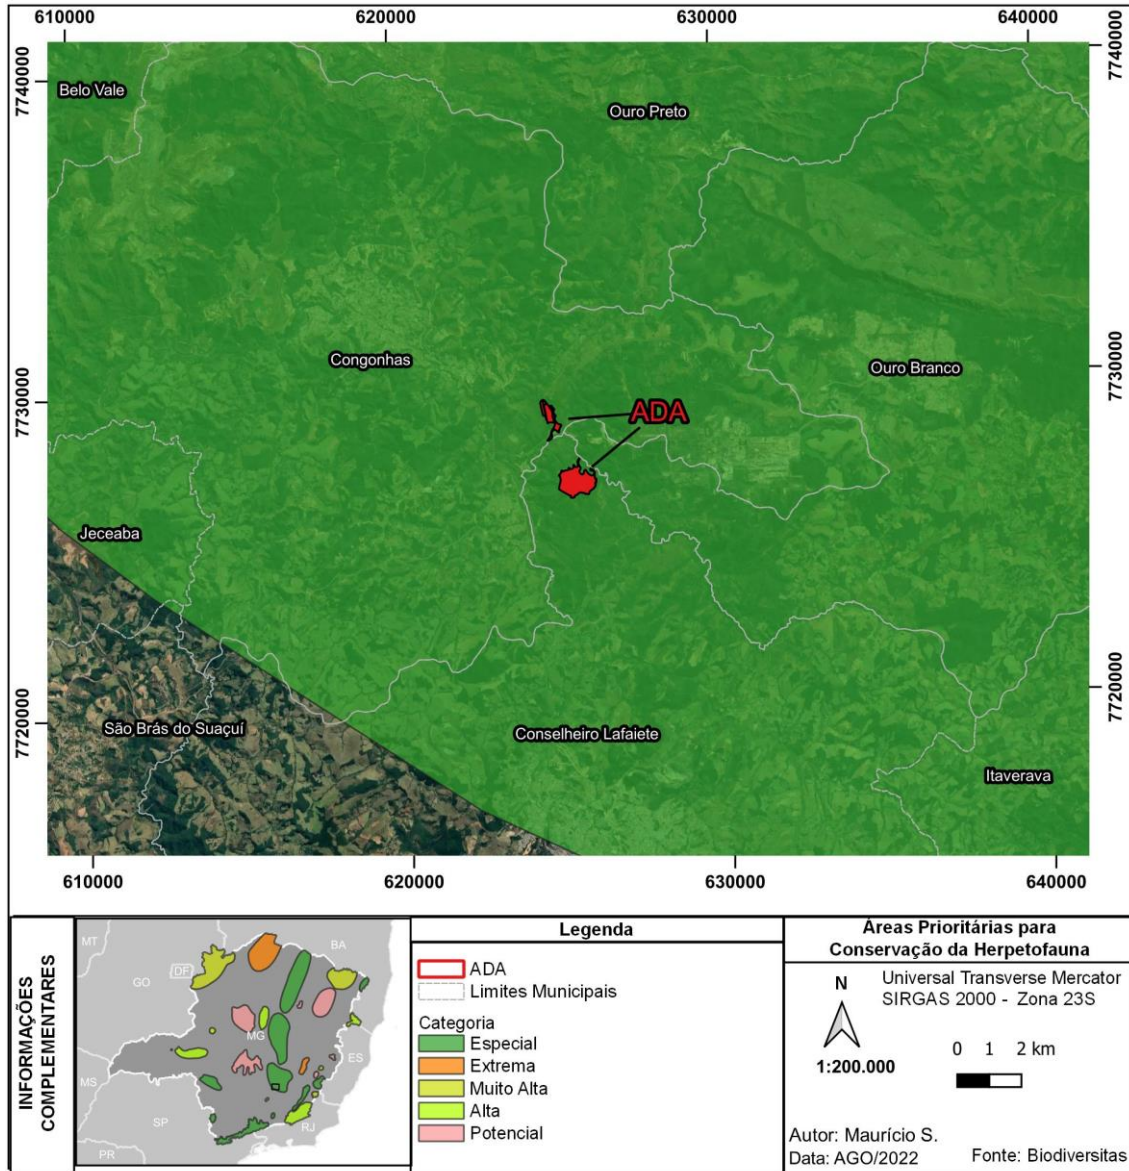 610000 620000 630000 640000
7740000
7740000
Belo Vale
Ouro Preto
Congonhas
Ouro Branco
7730000
7730000
ADA
Jeceaba
7720000
7720000
São Brás do Suaçuí
Conselheiro Lafaiete
Itaverava
610000 620000 630000 640000
INFORMAÇÕES
COMPLEMENTARES
MT
BA
GO
DF
MG
ES
MS
SP
RJ
PR
Legenda
ADA
Limites Municipais
Categoria
Especial
Extrema
Muito Alta
Alta
Potencial
Áreas Prioritárias para
Conservação da Herpetofauna
N
Universal Transverse Mercator
SIRGAS 2000 - Zona 23S
1:200.000
0 1 2 km
Autor: Maurício S.
Data: AGO/2022
Fonte: Biodiversitas